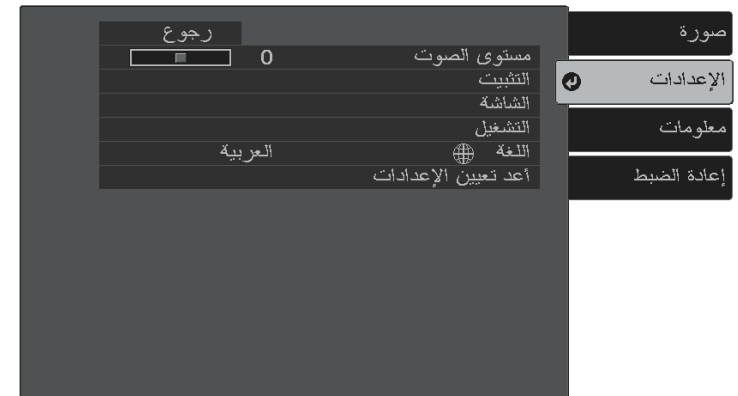 صورة
الإعدادات
معلومات
إعادة الضبط
رجوع
مستوى الصوت 0
التثبيت
الشاشة
التشغيل
اللغة العربية
أعد تعيين الإعدادات